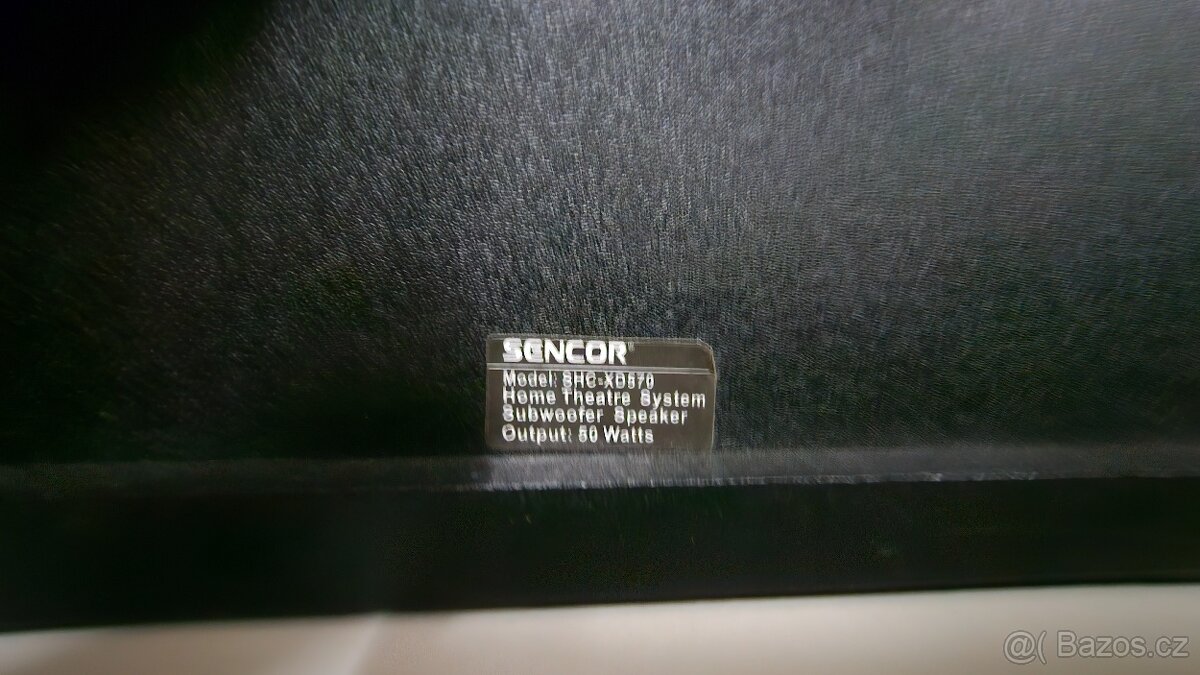 SENCOR®
Model: SHC-XD570
Home Theatre System
Subwoofer Speaker
Output: 50 Watts
@( Bazos.cz